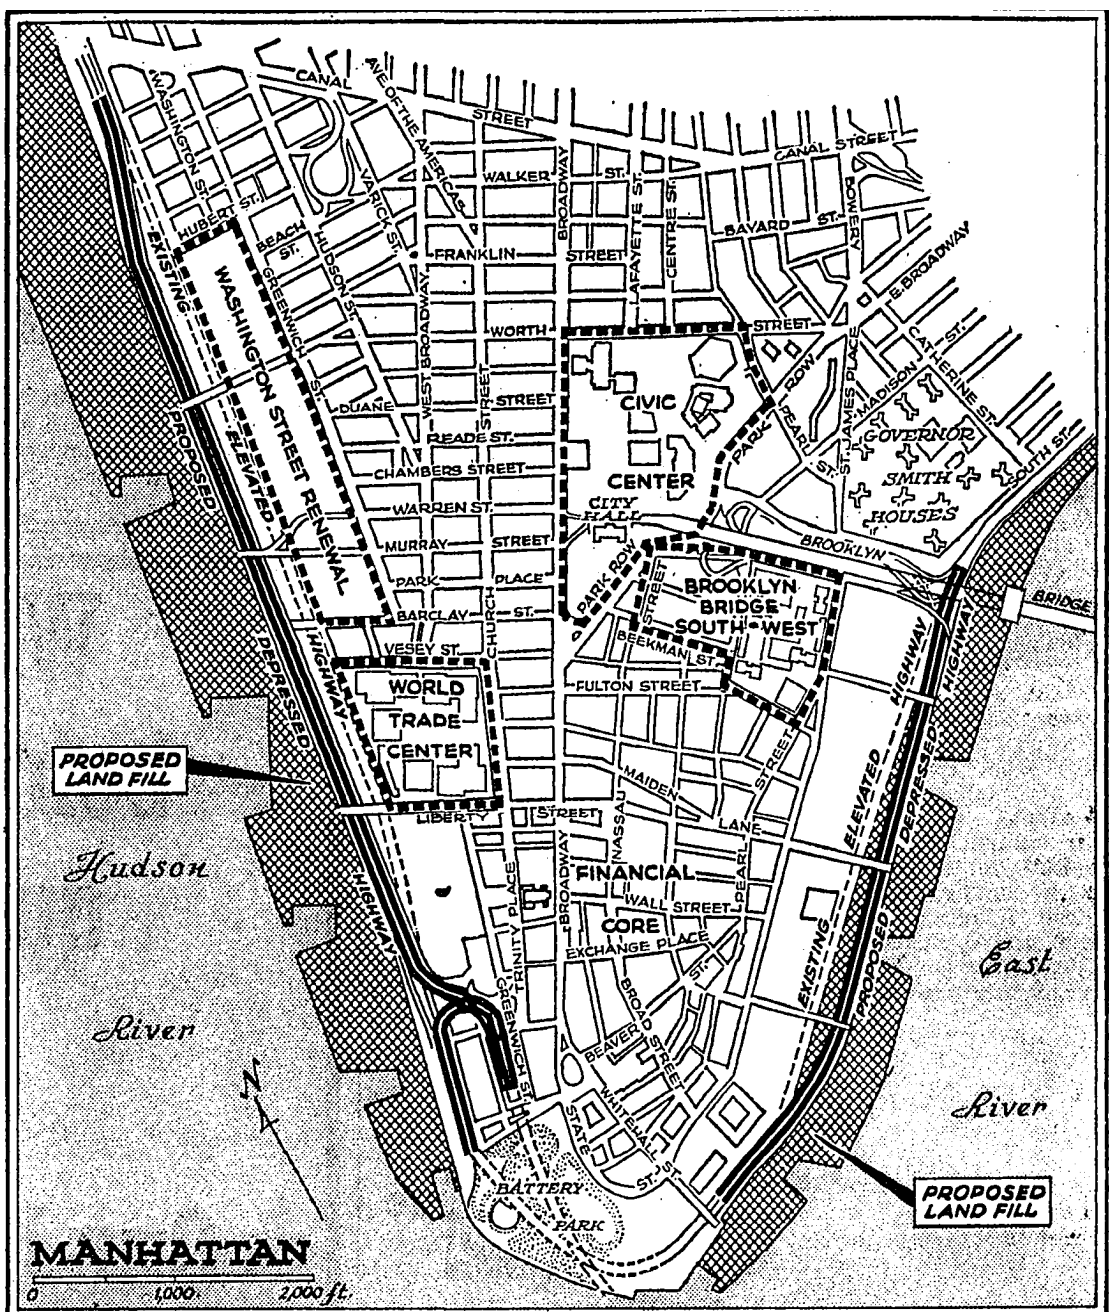 CANAL
STREET
AVE. OF THE AMERICAS
WASHINGTON ST.
CANAL STREET
WALKER ST.
BROADWAY
LAFAYETTE ST.
CENTRE ST.
BOWERY
BAYARD ST.
VARICK ST.
HUBERT ST.
BEACH ST.
HUDSON ST.
FRANKLIN STREET
E. BROADWAY
EXISTING
ELEVATED
HIGHWAY
WASHINGTON STREET RENEWAL
GREENWICH ST.
WEST BROADWAY
WORTH STREET
CATHERINE ST.
CHURCH STREET
CIVIC
CENTER
PARK ROW
PEARL ST.
ST. JAMES PLACE
MADISON ST.
DUANE STREET
READE ST.
CHAMBERS STREET
WARREN ST.
GOVERNOR
SMITH
HOUSES
SOUTH ST.
CITY
HALL
PROPOSED
DEPRESSED
HIGHWAY
MURRAY STREET
PARK ROW
BROOKLYN
BRIDGE
PARK PLACE
BROOKLYN
BRIDGE
SOUTH-WEST
STREET
BARCLAY ST.
BEEKMAN ST.
VESEY ST.
FULTON STREET
WORLD
TRADE
CENTER
HIGHWAY
HIGHWAY
PROPOSED
LAND FILL
MAIDEN
LANE
STREET
ELEVATED
DEPRESSED
LIBERTY STREET
NASSAU
Hudson
River
FINANCIAL
CORE
BROADWAY
WALL STREET
PEARL
EXCHANGE PLACE
TRINITY PLACE
EXISTING
PROPOSED
East
River
GREENWICH ST.
BROAD STREET
BEAVER ST.
N
WHITEHALL ST.
STATE ST.
BATTERY
PARK
PROPOSED
LAND FILL
MANHATTAN
0 1,000 2,000 ft.